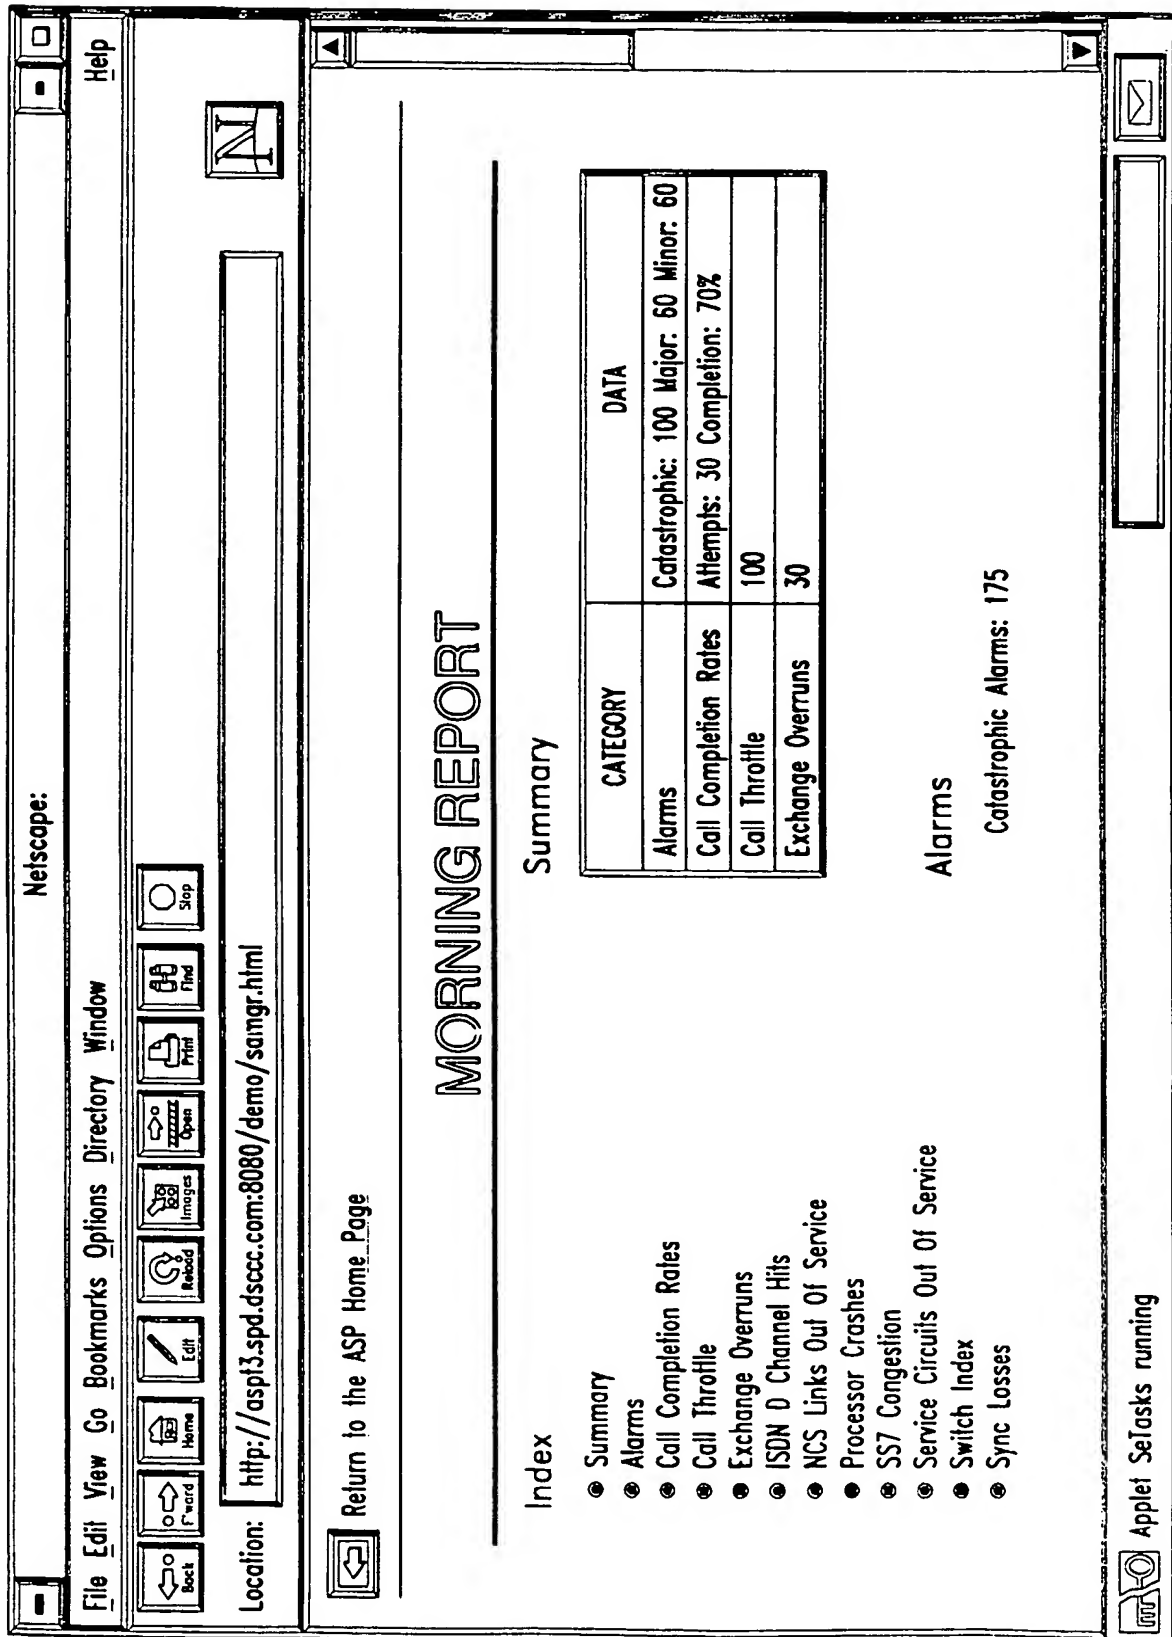 Netscape:
File Edit View Go Bookmarks Options Directory Window Help
Back F'ward Home Edit Reload Images Open Print Find Stop
Location: http://aspt3.spd.dsccc.com:8080/demo/samgr.html
N
Return to the ASP Home Page
MORNING REPORT
Index
Summary
Alarms
Call Completion Rates
Call Throttle
Exchange Overruns
ISDN D Channel Hits
NCS Links Out Of Service
Processor Crashes
SS7 Congestion
Service Circuits Out Of Service
Switch Index
Sync Losses
Summary
CATEGORY DATA
Alarms Catastrophic: 100 Major: 60 Minor: 60
Call Completion Rates Attempts: 30 Completion: 70%
Call Throttle 100
Exchange Overruns 30
Alarms
Catastrophic Alarms: 175
Applet SeTasks running